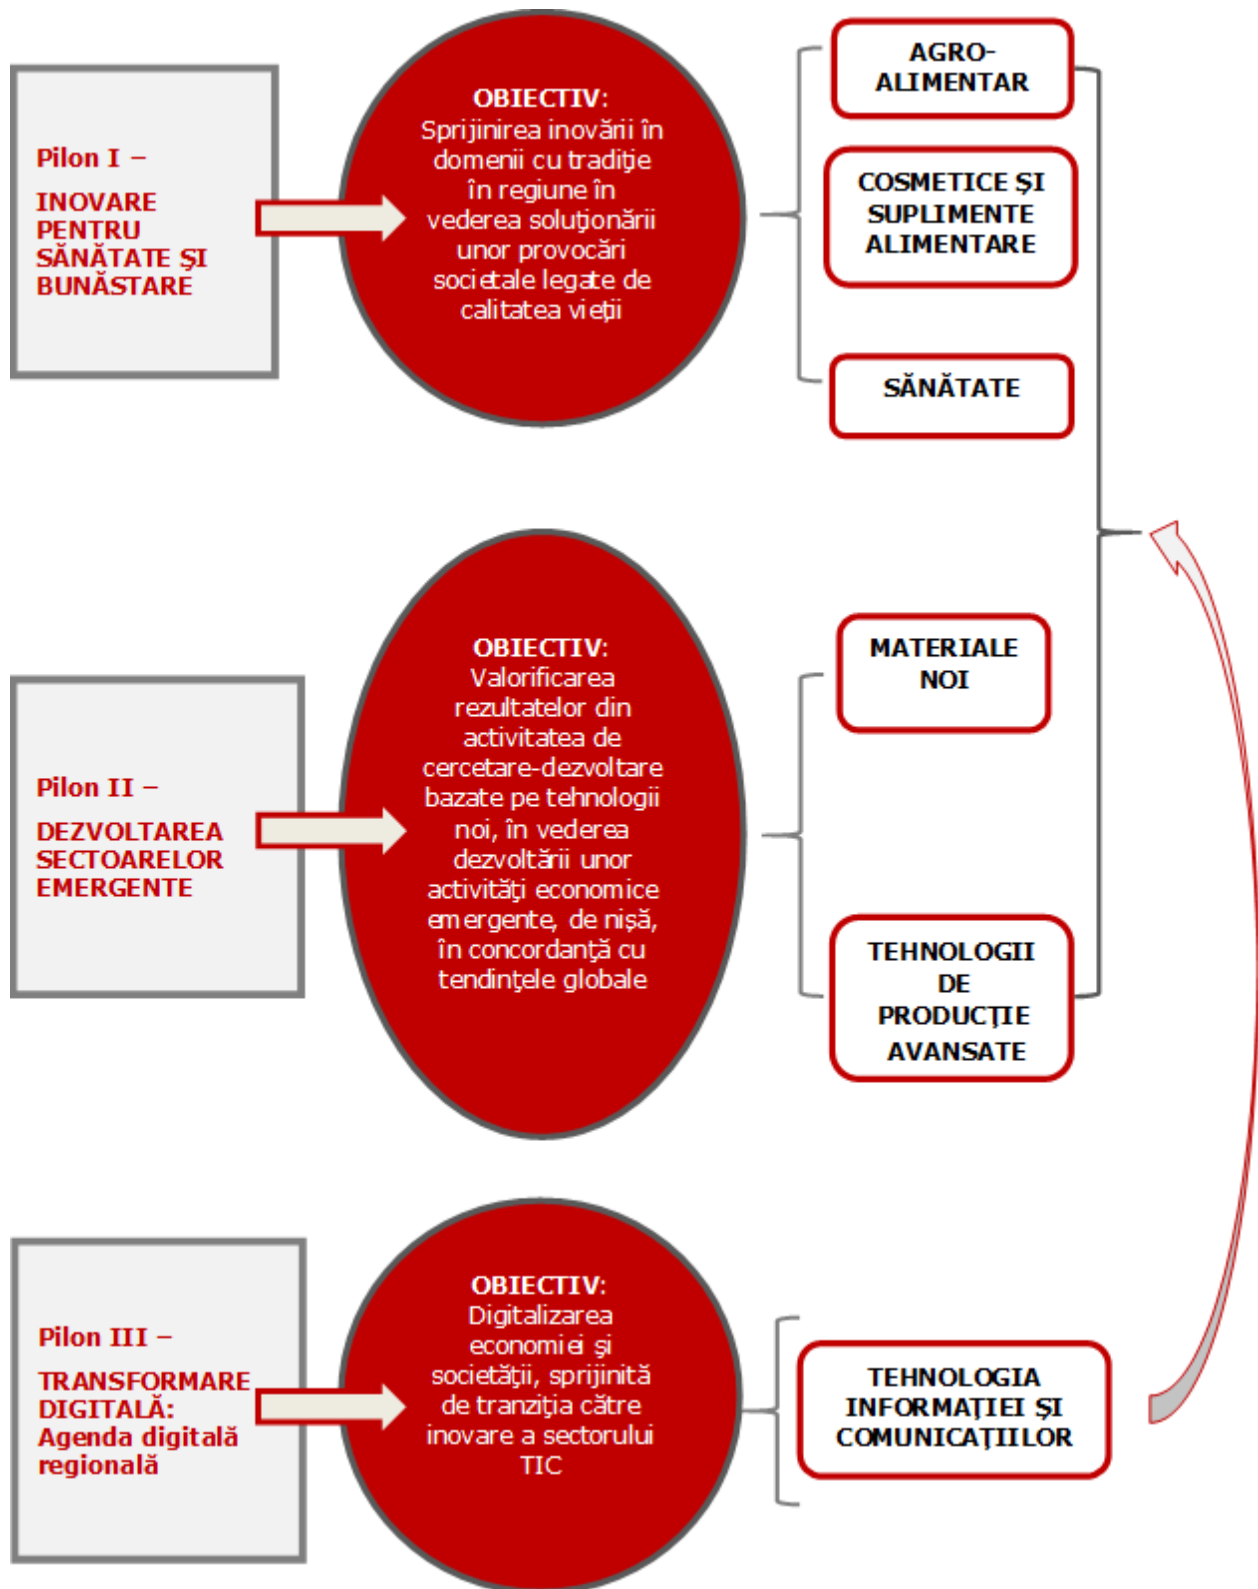 Pilon I –
INOVARE
PENTRU
SĂNĂTATE ŞI
BUNĂSTARE
OBIECTIV:
Sprijinirea inovării în
domenii cu tradiţie
în regiune în
vederea soluţionării
unor provocări
societale legate de
calitatea vieţii
AGRO-
ALIMENTAR
COSMETICE ŞI
SUPLIMENTE
ALIMENTARE
SĂNĂTATE
Pilon II –
DEZVOLTAREA
SECTOARELOR
EMERGENTE
OBIECTIV:
Valorificarea
rezultatelor din
activitatea de
cercetare-dezvoltare
bazate pe tehnologii
noi, în vederea
dezvoltării unor
activităţi economice
emergente, de nişă,
în concordanţă cu
tendinţele globale
MATERIALE
NOI
TEHNOLOGII
DE
PRODUCŢIE
AVANSATE
Pilon III –
TRANSFORMARE
DIGITALĂ:
Agenda digitală
regională
OBIECTIV:
Digitalizarea
economiei şi
societăţii, sprijinită
de tranziţia către
inovare a sectorului
TIC
TEHNOLOGIA
INFORMAŢIEI ŞI
COMUNICAŢIILOR